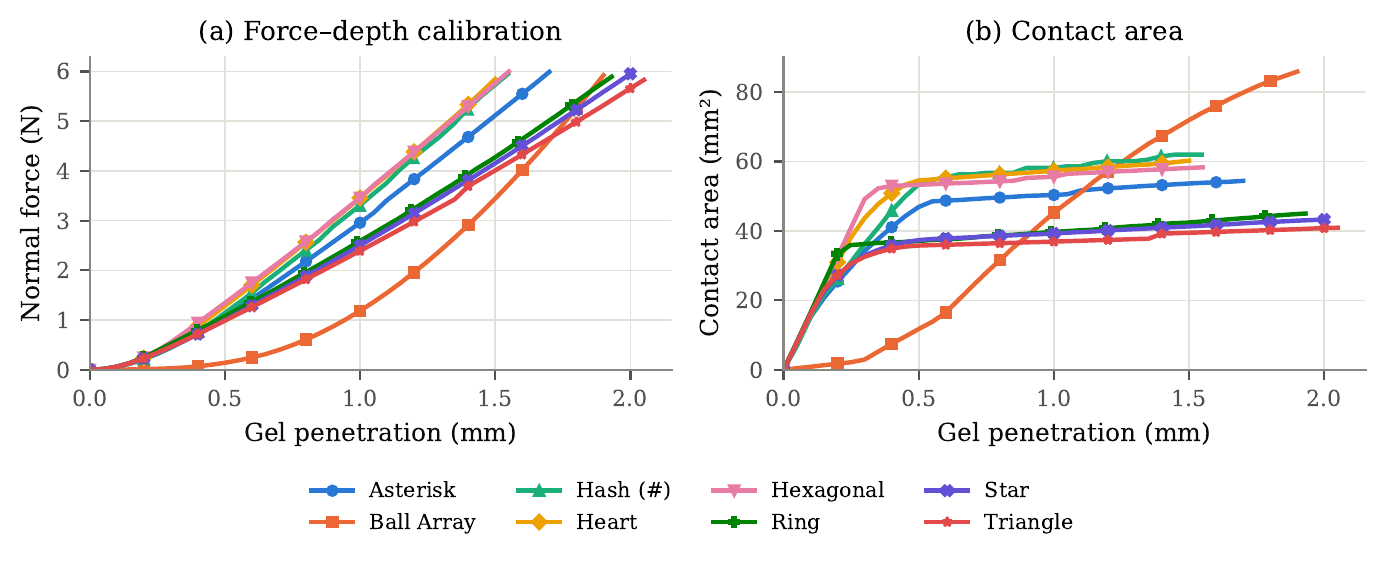 (a) Force–depth calibration
Normal force (N)
6
5
4
3
2
1
0
0.0 0.5 1.0 1.5 2.0
Gel penetration (mm)
(b) Contact area
Contact area (mm²)
80
60
40
20
0
0.0 0.5 1.0 1.5 2.0
Gel penetration (mm)
Asterisk Hash (#) Hexagonal Star
Ball Array Heart Ring Triangle